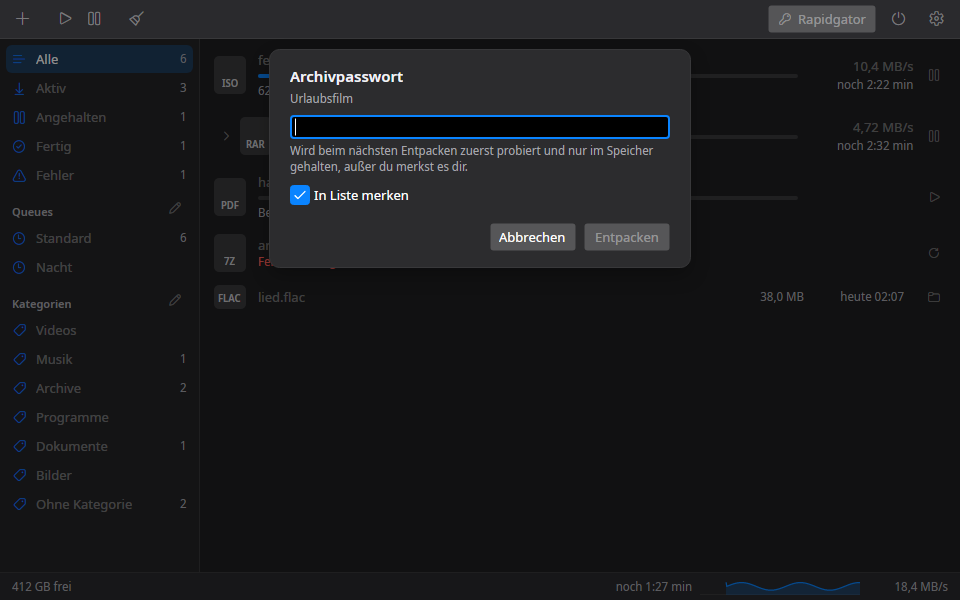 Rapidgator
Alle 6
Aktiv 3
Angehalten 1
Fertig 1
Fehler 1
Queues
Standard 6
Nacht
Kategorien
Videos
Musik 1
Archive 2
Programme
Dokumente 1
Bilder
Ohne Kategorie 2
ISO
10,4 MB/s
noch 2:22 min
RAR
4,72 MB/s
noch 2:32 min
PDF
7Z
FLAC lied.flac 38,0 MB heute 02:07
Archivpasswort
Urlaubsfilm
Wird beim nächsten Entpacken zuerst probiert und nur im Speicher
gehalten, außer du merkst es dir.
In Liste merken
Abbrechen Entpacken
412 GB frei noch 1:27 min 18,4 MB/s